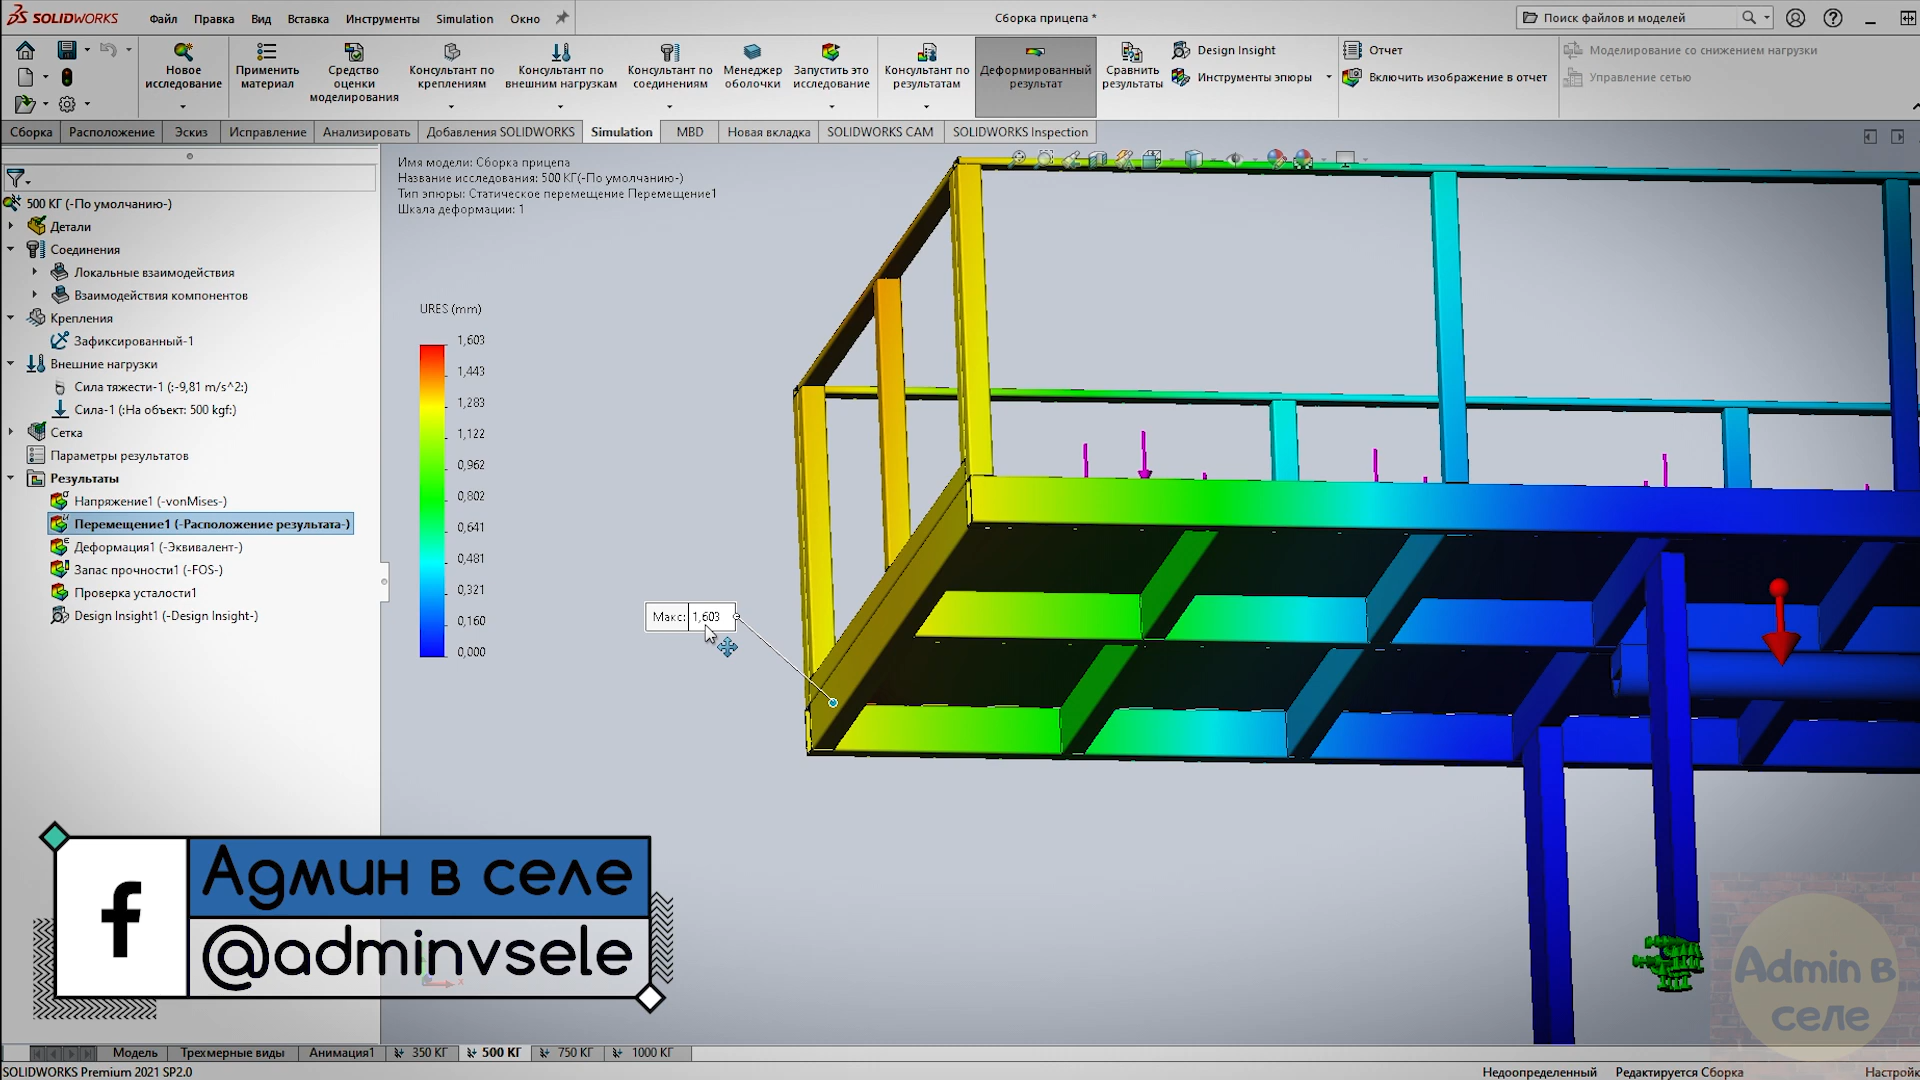 SOLIDWORKS
Файл Правка Вид Вставка Инструменты Simulation Окно
Сборка прицепа *
Поиск файлов и моделей
Новое исследование
Применить материал
Средство оценки моделирования
Консультант по креплениям
Консультант по внешним нагрузкам
Консультант по соединениям
Менеджер оболочки
Запустить это исследование
Консультант по результатам
Деформированный результат
Сравнить результаты
Design Insight
Инструменты эпюры
Отчет
Включить изображение в отчет
Моделирование со снижением нагрузки
Управление сетью
Сборка Расположение Эскиз Исправление Анализировать Добавления SOLIDWORKS Simulation MBD Новая вкладка SOLIDWORKS CAM SOLIDWORKS Inspection
500 КГ (-По умолчанию-)
Детали
Соединения
Локальные взаимодействия
Взаимодействия компонентов
Крепления
Зафиксированный-1
Внешние нагрузки
Сила тяжести-1 (:-9,81 m/s^2:)
Сила-1 (:На объект: 500 kgf:)
Сетка
Параметры результатов
Результаты
Напряжение1 (-vonMises-)
Перемещение1 (-Расположение результата-)
Деформация1 (-Эквивалент-)
Запас прочности1 (-FOS-)
Проверка усталости1
Design Insight1 (-Design Insight-)
Имя модели: Сборка прицепа
Название исследования: 500 КГ(-По умолчанию-)
Тип эпюры: Статическое перемещение Перемещение1
Шкала деформации: 1
URES (mm)
1,603
1,443
1,283
1,122
0,962
0,802
0,641
0,481
0,321
0,160
0,000
Макс: 1,603
f
Админ в селе
@adminvsele
Admin в
селе
Модель Трехмерные виды Анимация1 350 КГ 500 КГ 750 КГ 1000 КГ
SOLIDWORKS Premium 2021 SP2.0
Недоопределенный Редактируется Сборка Настройк